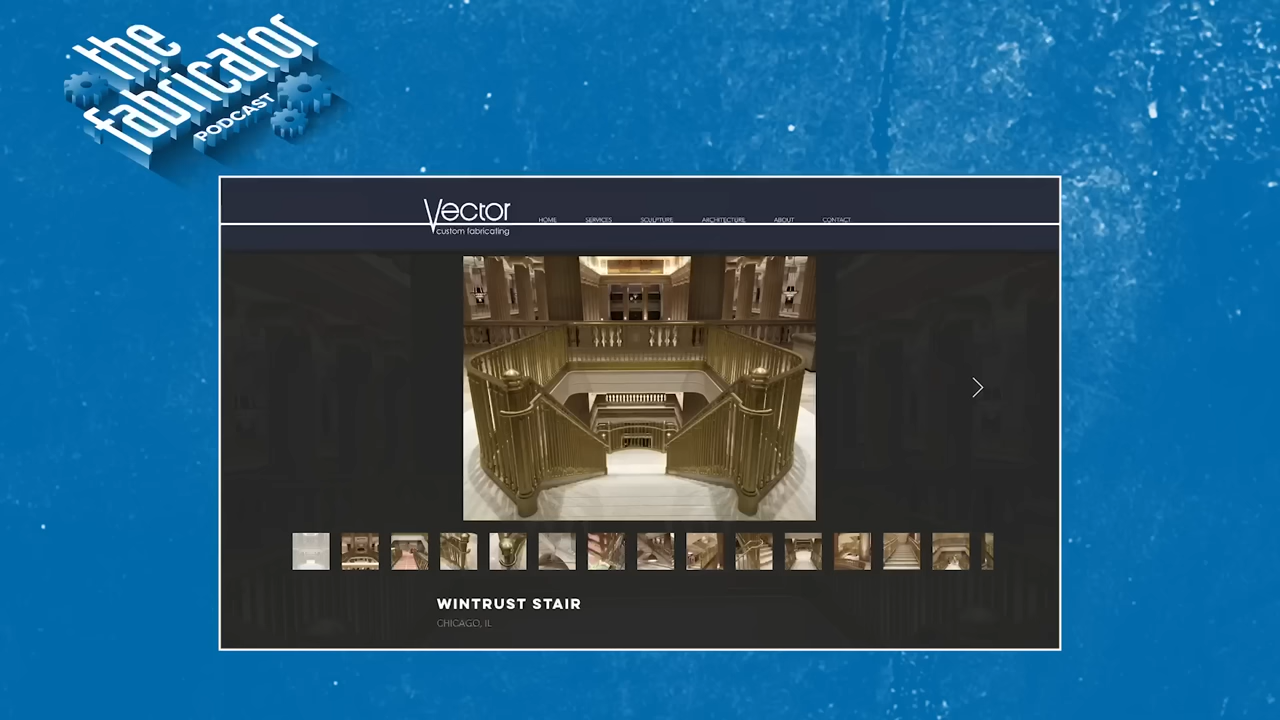 the
fabricator
PODCAST
Vector
custom fabricating
HOME SERVICES SCULPTURE ARCHITECTURE ABOUT CONTACT
WINTRUST STAIR
CHICAGO, IL